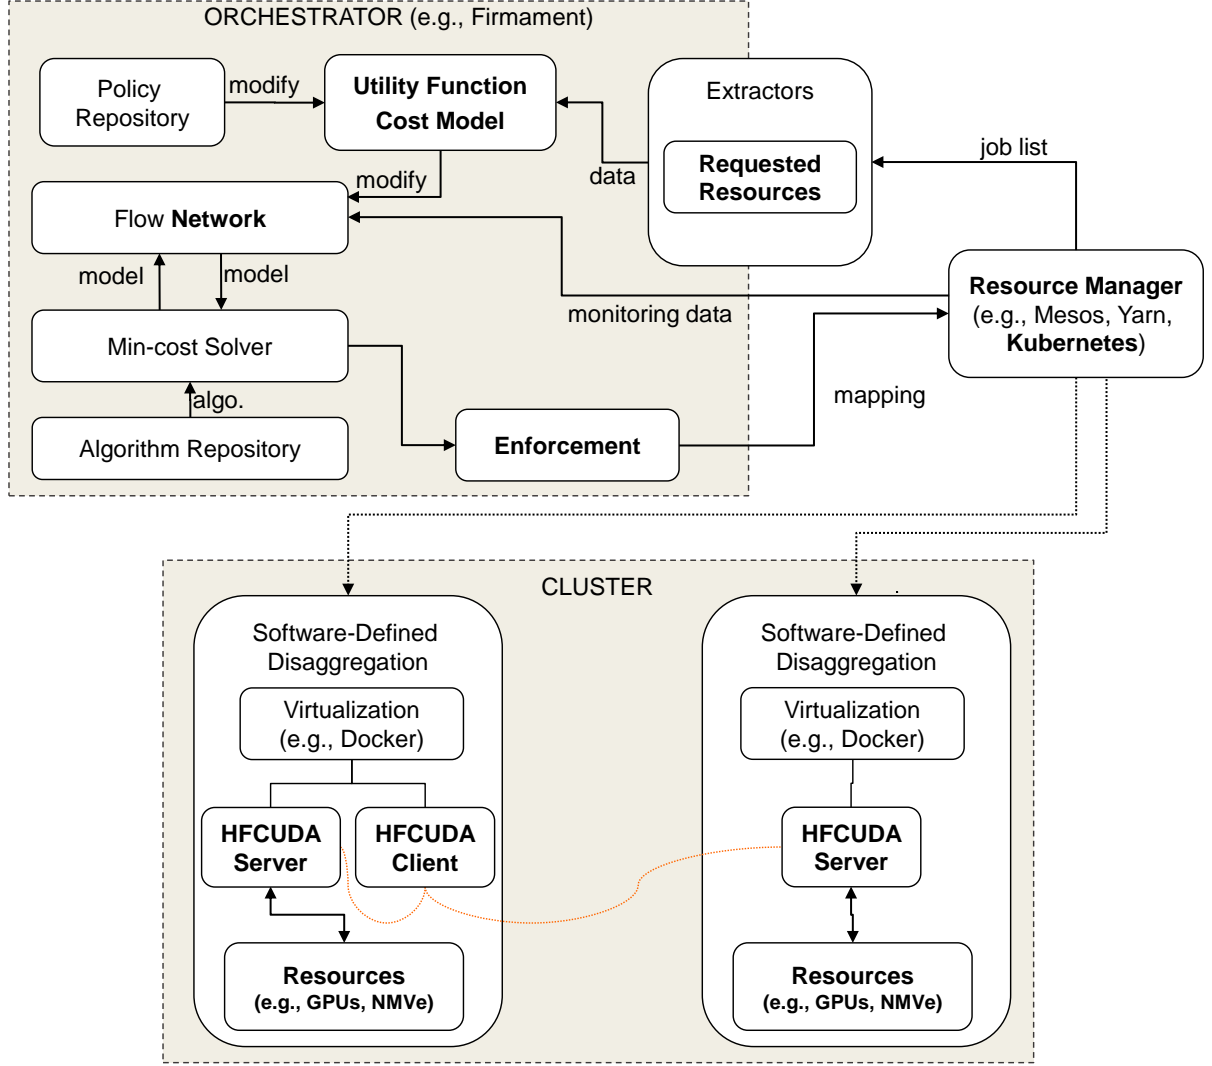 ORCHESTRATOR (e.g., Firmament)
Policy
Repository
modify
Utility Function
Cost Model
Extractors
Requested
Resources
data
job list
modify
Flow Network
model
model
monitoring data
Resource Manager
(e.g., Mesos, Yarn,
Kubernetes)
Min-cost Solver
algo.
mapping
Algorithm Repository
Enforcement
CLUSTER
Software-Defined
Disaggregation
Virtualization
(e.g., Docker)
HFCUDA
Server
HFCUDA
Client
Resources
(e.g., GPUs, NMVe)
Software-Defined
Disaggregation
Virtualization
(e.g., Docker)
HFCUDA
Server
Resources
(e.g., GPUs, NMVe)